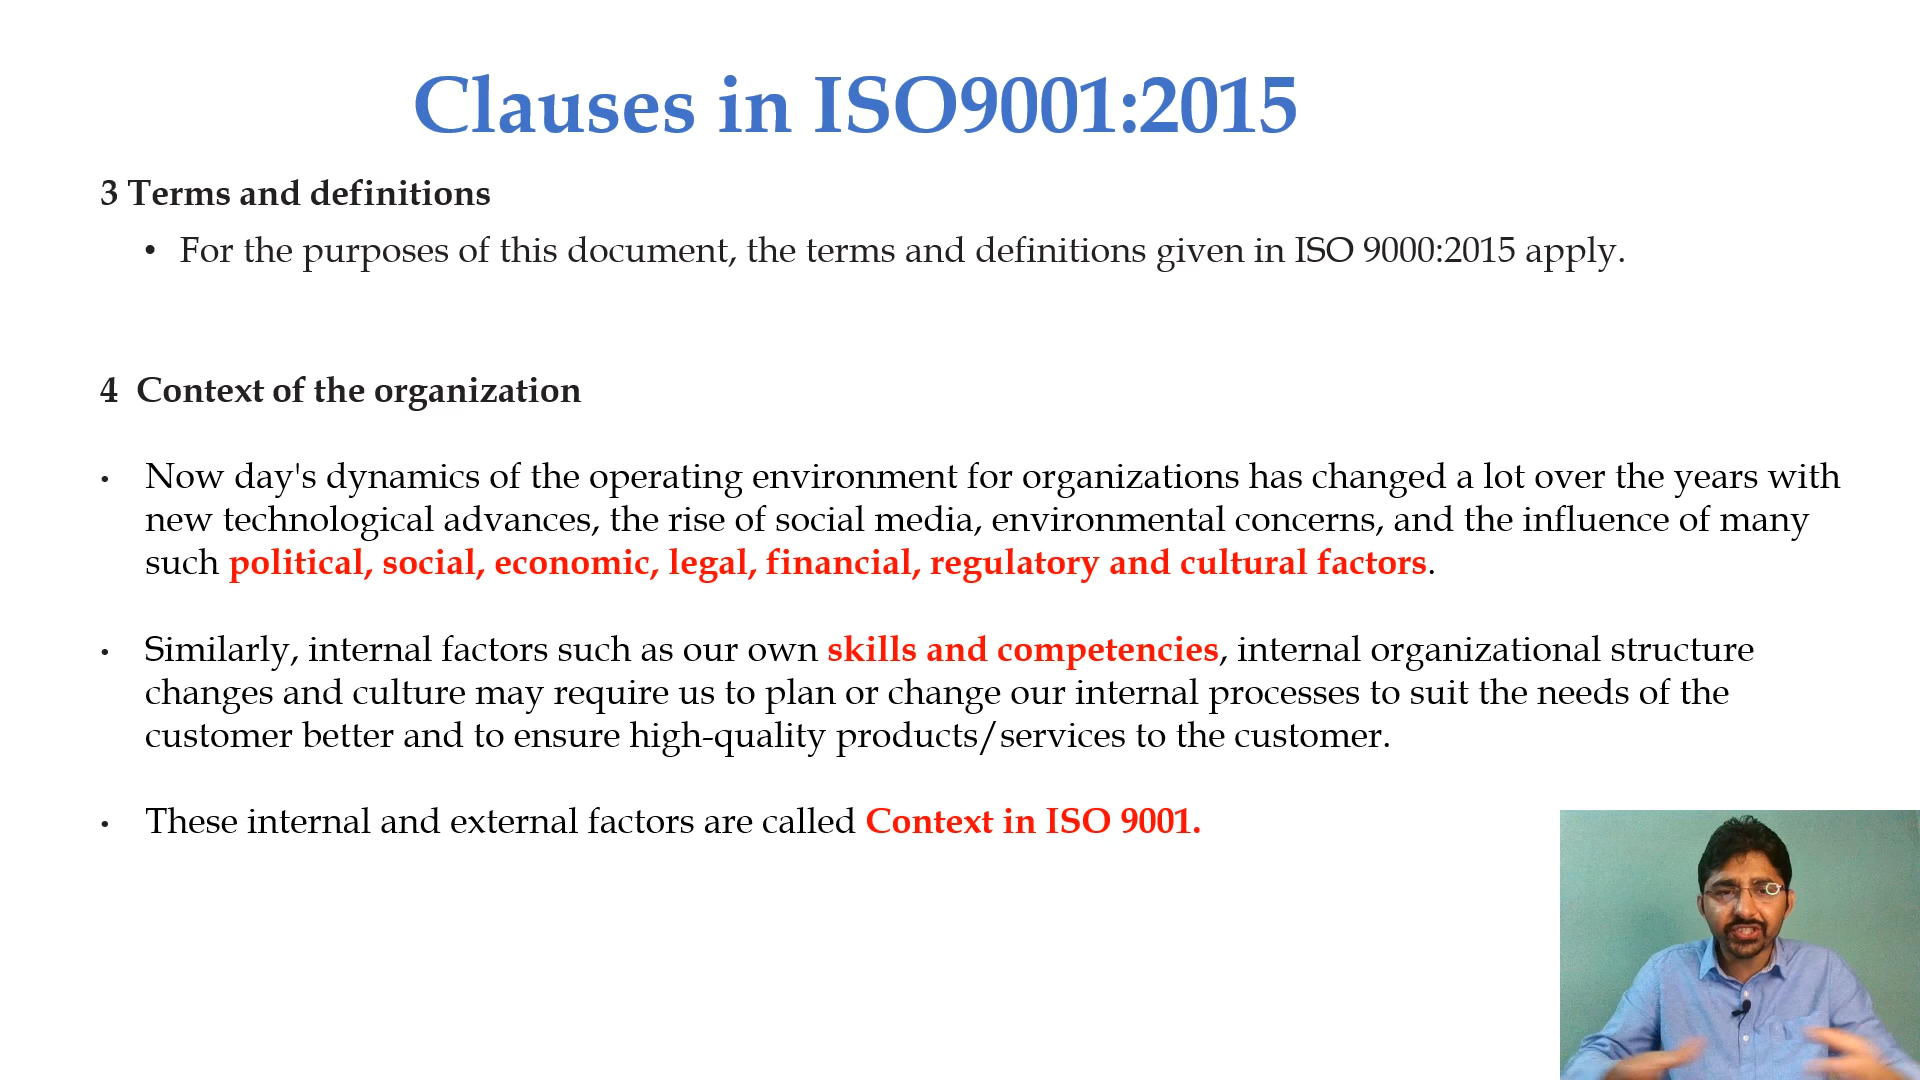 Clauses in ISO9001:2015
3 Terms and definitions
• For the purposes of this document, the terms and definitions given in ISO 9000:2015 apply.
4 Context of the organization
• Now day's dynamics of the operating environment for organizations has changed a lot over the years with
new technological advances, the rise of social media, environmental concerns, and the influence of many
such political, social, economic, legal, financial, regulatory and cultural factors.
• Similarly, internal factors such as our own skills and competencies, internal organizational structure
changes and culture may require us to plan or change our internal processes to suit the needs of the
customer better and to ensure high-quality products/services to the customer.
• These internal and external factors are called Context in ISO 9001.